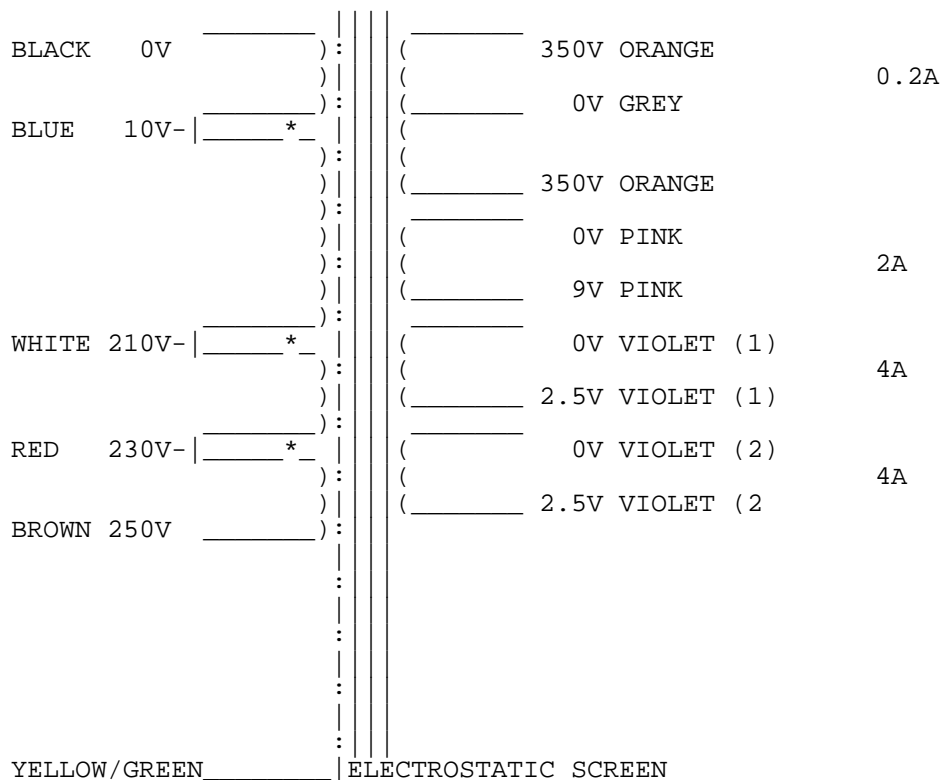 BLACK 0V 350V ORANGE
0.2A
0V GREY
BLUE 10V
350V ORANGE
0V PINK
2A
9V PINK
WHITE 210V 0V VIOLET (1)
4A
2.5V VIOLET (1)
RED 230V 0V VIOLET (2)
4A
2.5V VIOLET (2
BROWN 250V
YELLOW/GREEN ELECTROSTATIC SCREEN